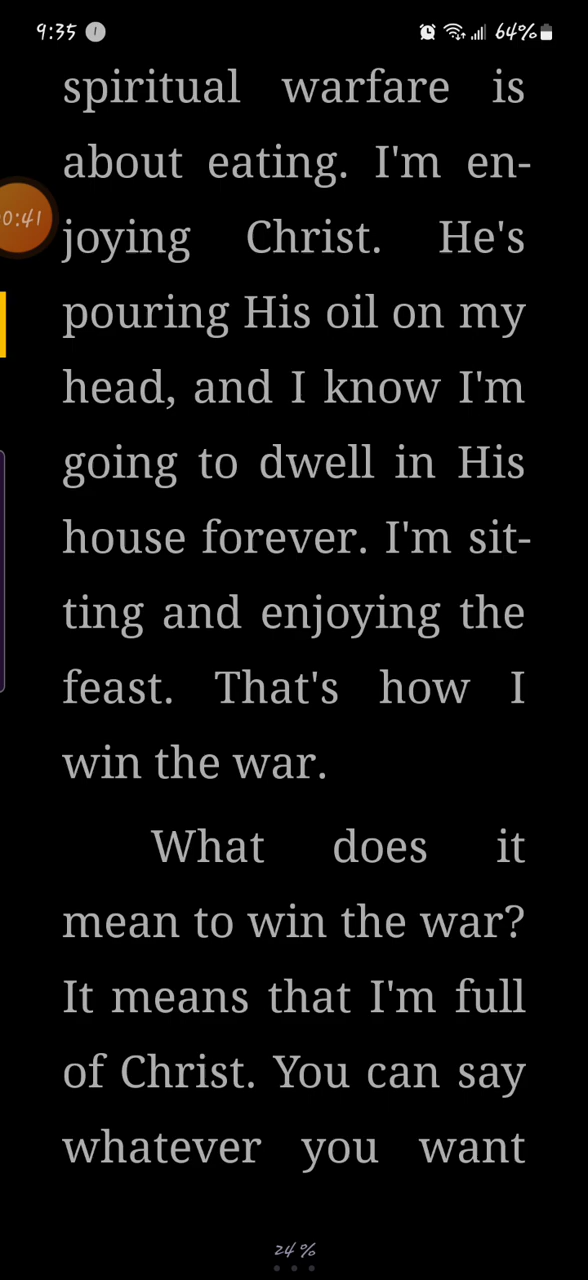 9:35
64%
spiritual warfare is
about eating. I'm en-
0:41
joying Christ. He's
pouring His oil on my
head, and I know I'm
going to dwell in His
house forever. I'm sit-
ting and enjoying the
feast. That's how I
win the war.
What does it
mean to win the war?
It means that I'm full
of Christ. You can say
whatever you want
24%